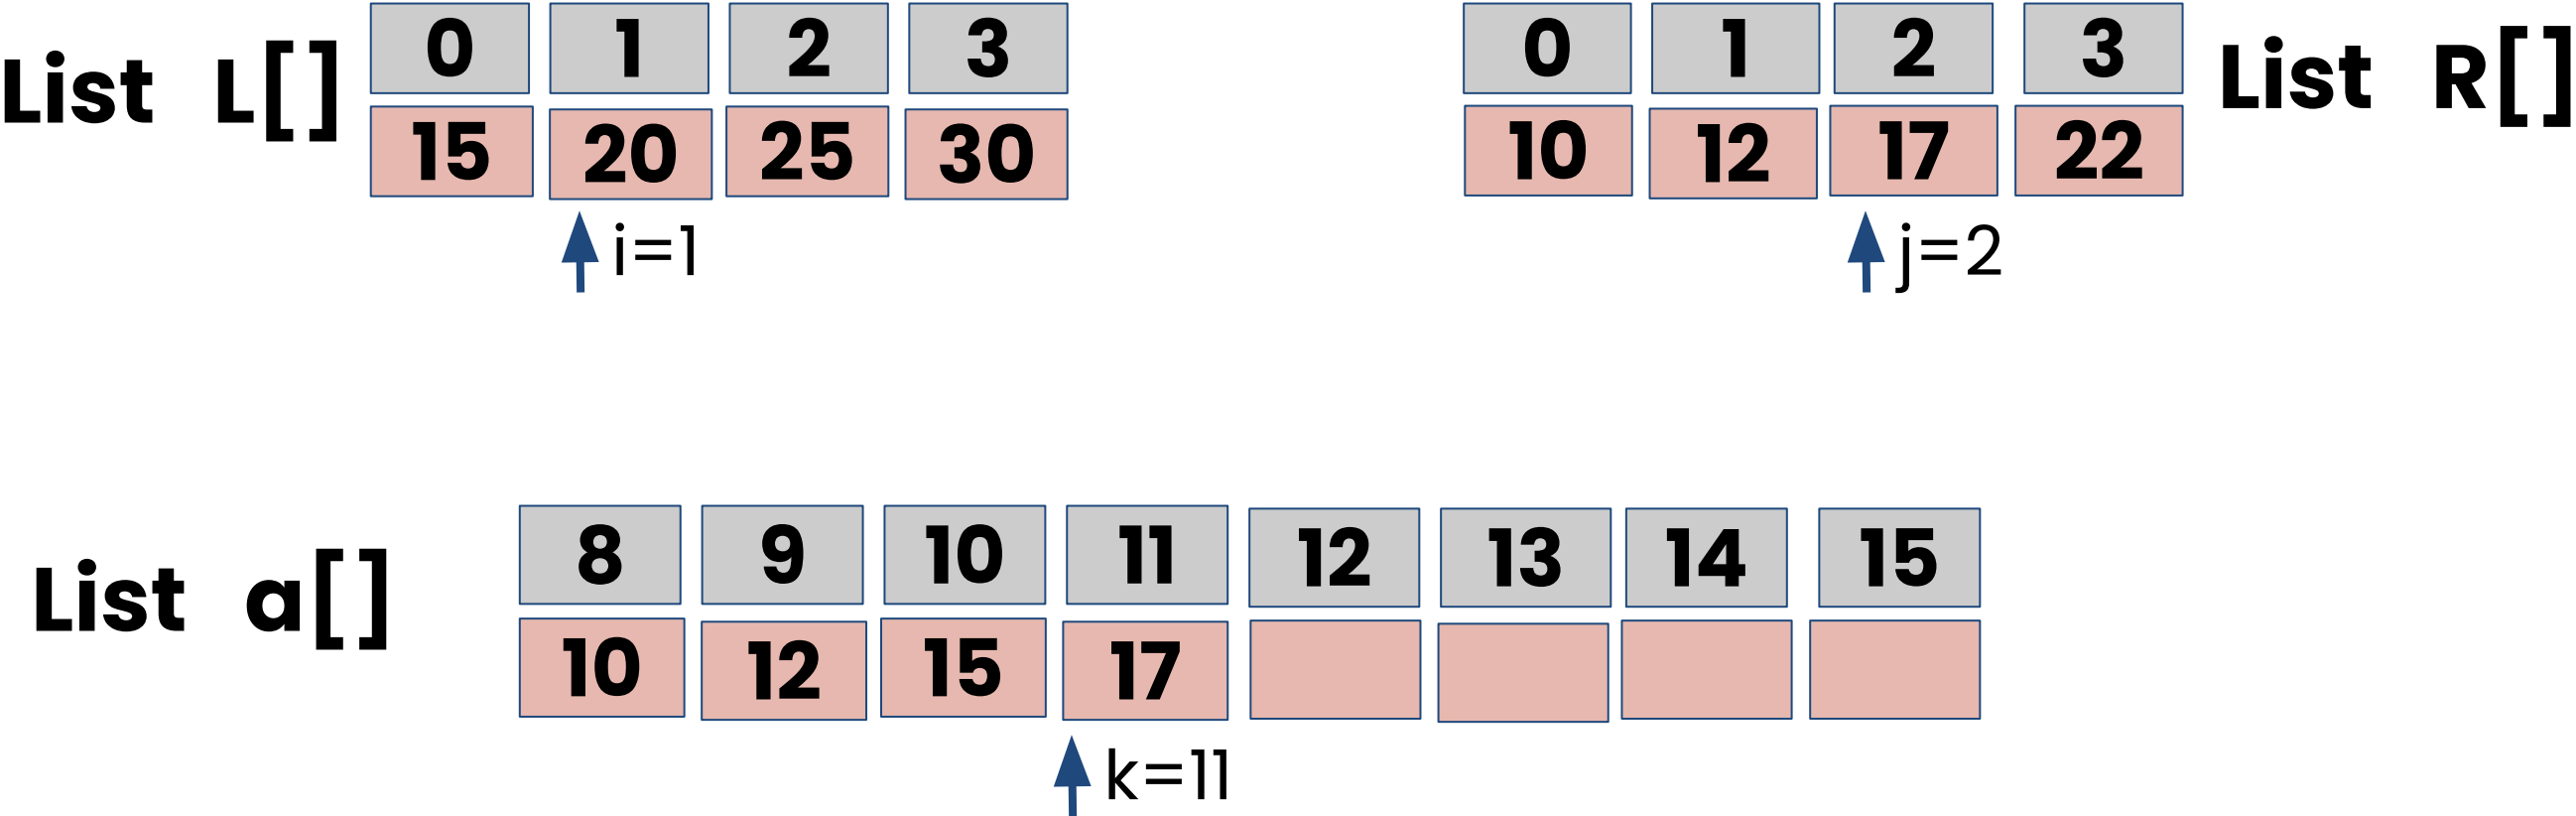 List L[] 0 1 2 3
15 20 25 30
i=1
0 1 2 3 List R[]
10 12 17 22
j=2
List a[] 8 9 10 11 12 13 14 15
10 12 15 17
k=11